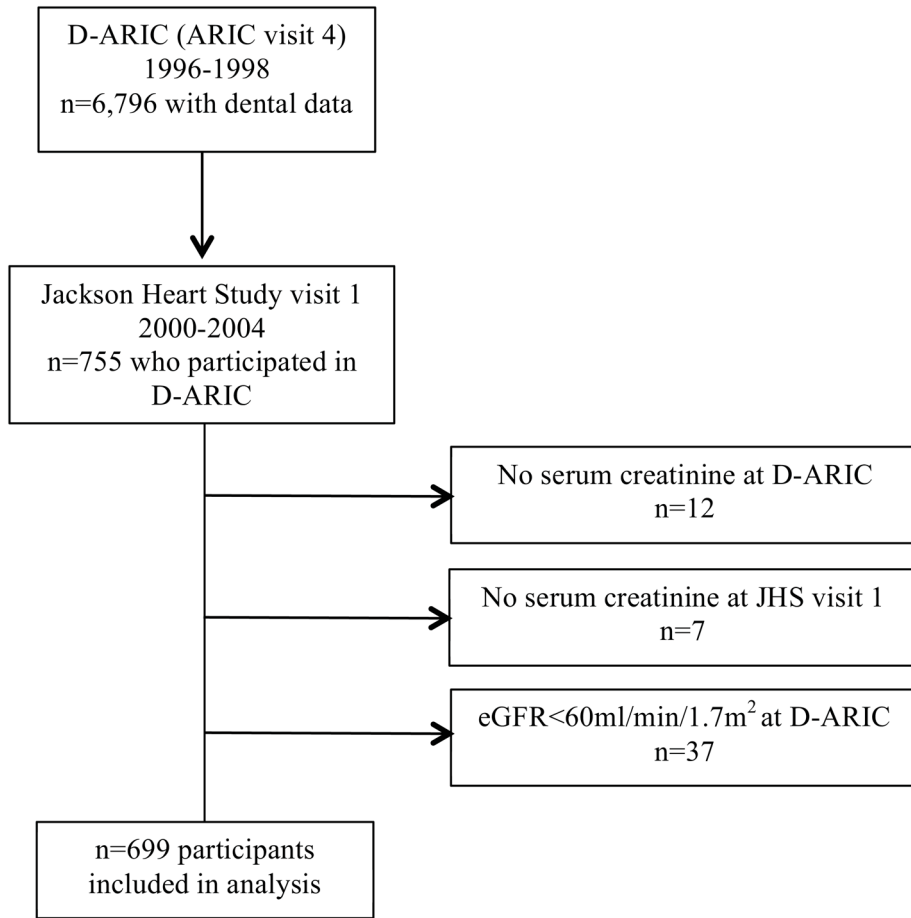 D-ARIC (ARIC visit 4)
1996-1998
n=6,796 with dental data
Jackson Heart Study visit 1
2000-2004
n=755 who participated in
D-ARIC
No serum creatinine at D-ARIC
n=12
No serum creatinine at JHS visit 1
n=7
eGFR<60ml/min/1.7m² at D-ARIC
n=37
n=699 participants
included in analysis